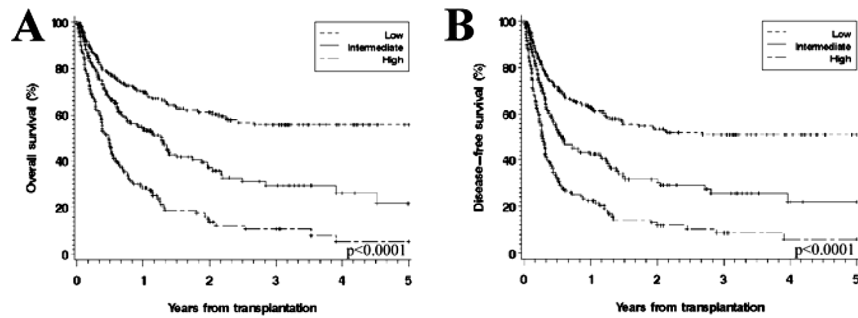 A
Low
Intermediate
High
Overall survival (%)
100
80
60
40
20
0
p<0.0001
0 1 2 3 4 5
Years from transplantation
B
Low
Intermediate
High
Disease-free survival (%)
100
80
60
40
20
0
p<0.0001
0 1 2 3 4 5
Years from transplantation